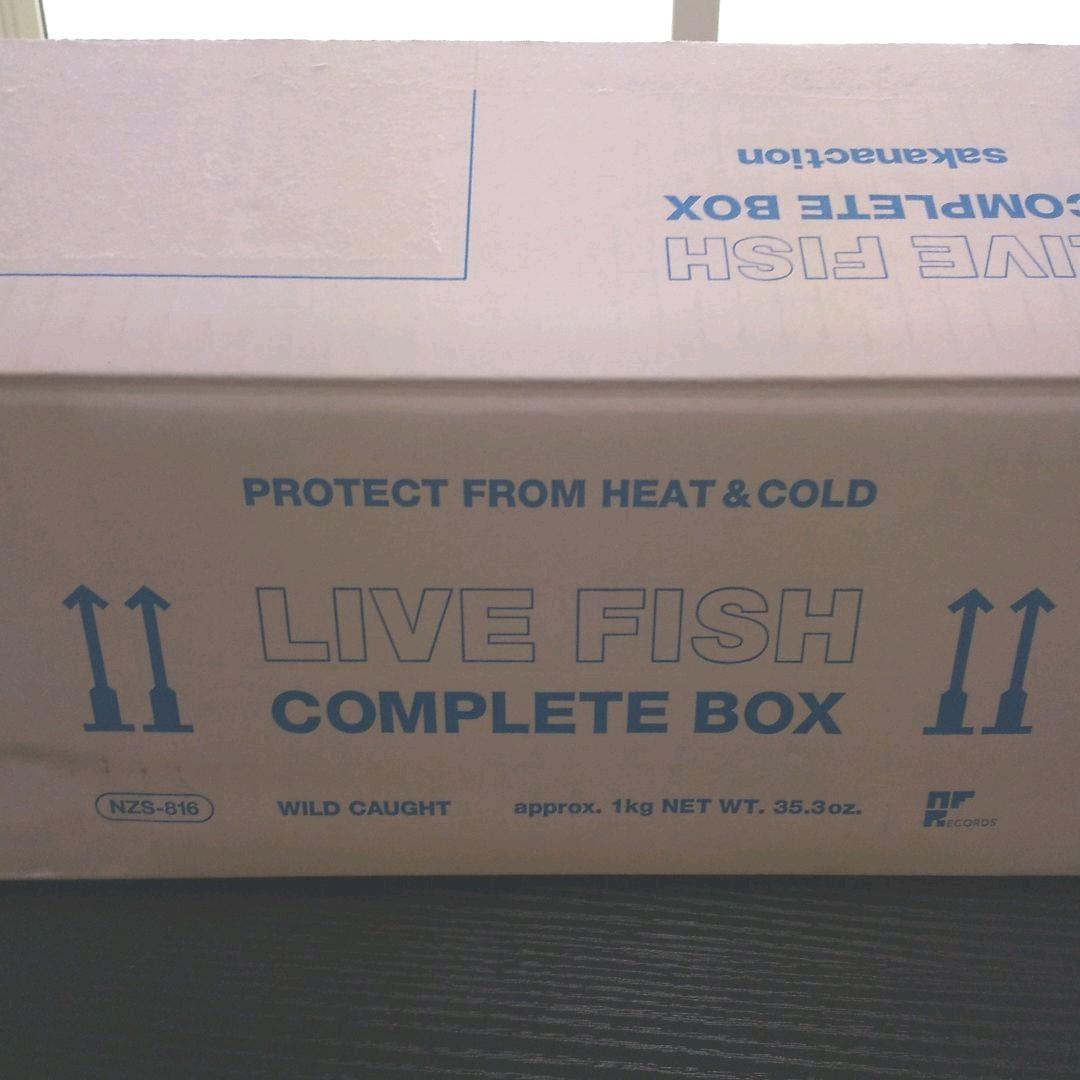 sakanaction
COMPLETE BOX
LIVE FISH
PROTECT FROM HEAT & COLD
LIVE FISH
COMPLETE BOX
NZS-816
WILD CAUGHT
approx. 1kg NET WT. 35.3oz.
NF
RECORDS